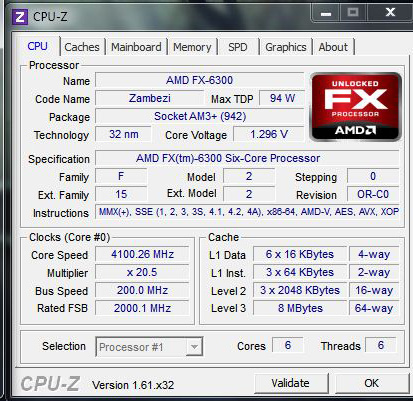 CPU-Z
CPU Caches Mainboard Memory SPD Graphics About
Processor
Name AMD FX-6300
Code Name Zambezi Max TDP 94 W
Package Socket AM3+ (942)
Technology 32 nm Core Voltage 1.296 V
UNLOCKED
FX
PROCESSOR
AMD
Specification AMD FX(tm)-6300 Six-Core Processor
Family F Model 2 Stepping 0
Ext. Family 15 Ext. Model 2 Revision OR-C0
Instructions MMX(+), SSE (1, 2, 3, 3S, 4.1, 4.2, 4A), x86-64, AMD-V, AES, AVX, XOP
Clocks (Core #0)
Core Speed 4100.26 MHz
Multiplier x 20.5
Bus Speed 200.0 MHz
Rated FSB 2000.1 MHz
Cache
L1 Data 6 x 16 KBytes 4-way
L1 Inst. 3 x 64 KBytes 2-way
Level 2 3 x 2048 KBytes 16-way
Level 3 8 MBytes 64-way
Selection Processor #1 Cores 6 Threads 6
CPU-Z Version 1.61.x32 Validate OK